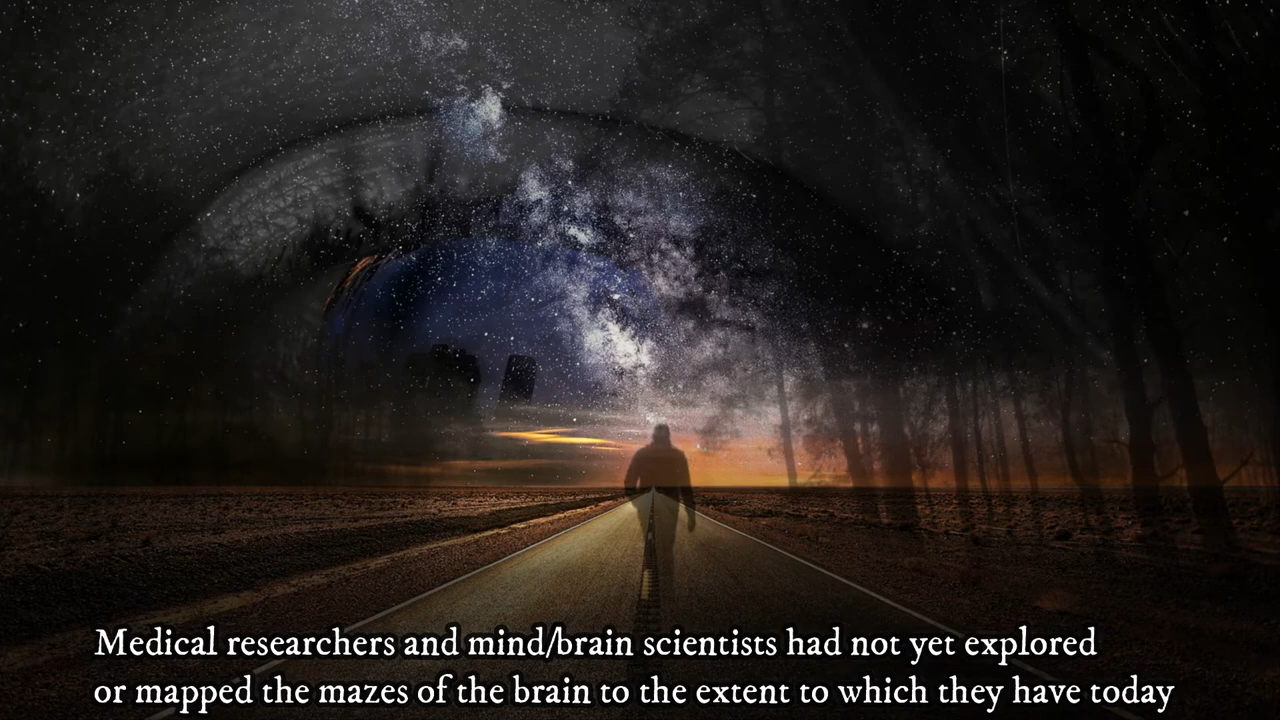 Medical researchers and mind/brain scientists had not yet explored
or mapped the mazes of the brain to the extent to which they have today